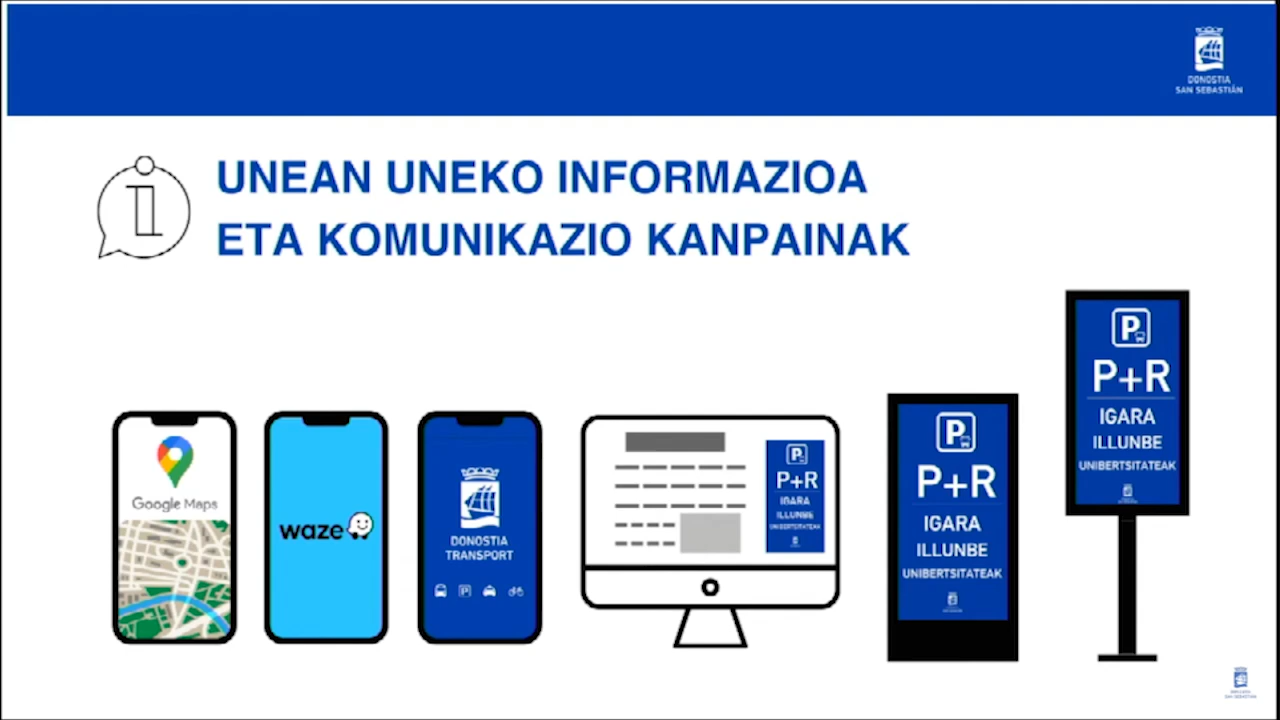 DONOSTIA
SAN SEBASTIÁN
UNEAN UNEKO INFORMAZIOA
ETA KOMUNIKAZIO KANPAINAK
Google Maps
waze
DONOSTIA
TRANSPORT
P
P
P+R
IGARA
ILLUNBE
UNIBERTSITATEAK
P
P+R
IGARA
ILLUNBE
UNIBERTSITATEAK
P
P+R
IGARA
ILLUNBE
UNIBERTSITATEAK